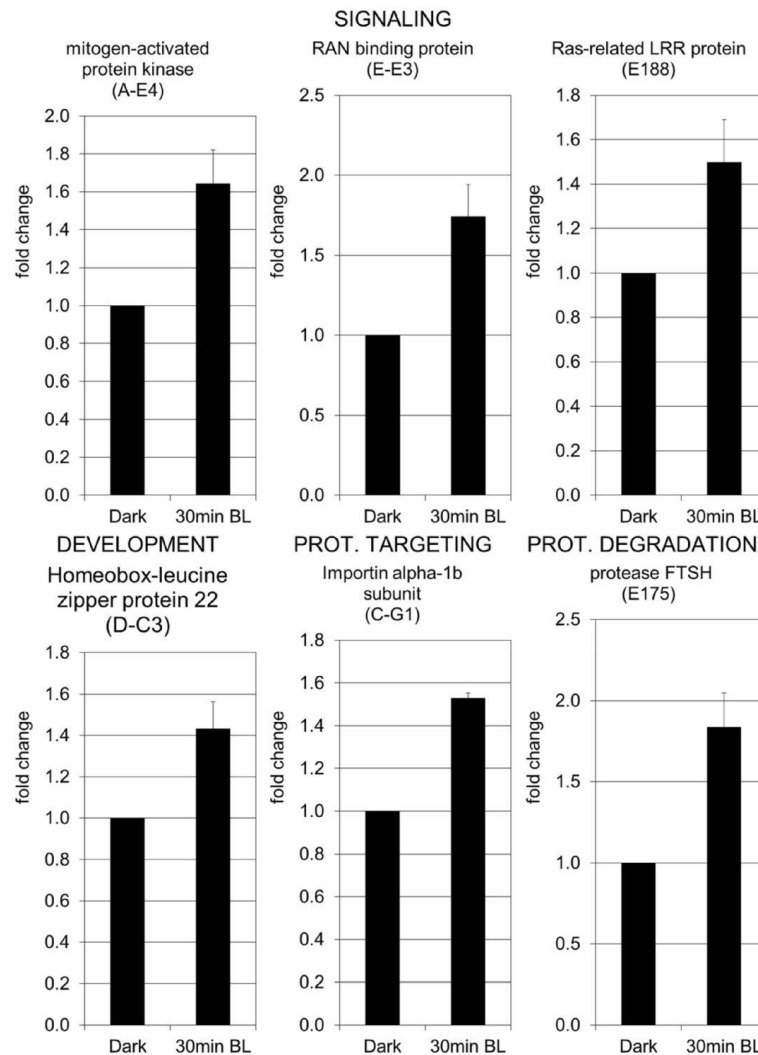 SIGNALING
mitogen-activated
protein kinase
(A-E4)
2.0
1.8
1.6
1.4
1.2
1.0
0.8
0.6
0.4
0.2
0.0
fold change
Dark 30min BL
RAN binding protein
(E-E3)
2.5
2.0
1.5
1.0
0.5
0.0
fold change
Dark 30min BL
Ras-related LRR protein
(E188)
1.8
1.6
1.4
1.2
1.0
0.8
0.6
0.4
0.2
0.0
fold change
Dark 30min BL
DEVELOPMENT
Homeobox-leucine
zipper protein 22
(D-C3)
1.8
1.6
1.4
1.2
1.0
0.8
0.6
0.4
0.2
0.0
fold change
Dark 30min BL
PROT. TARGETING
Importin alpha-1b
subunit
(C-G1)
1.8
1.6
1.4
1.2
1.0
0.8
0.6
0.4
0.2
0.0
fold change
Dark 30min BL
PROT. DEGRADATION
protease FTSH
(E175)
2.5
2.0
1.5
1.0
0.5
0.0
fold change
Dark 30min BL